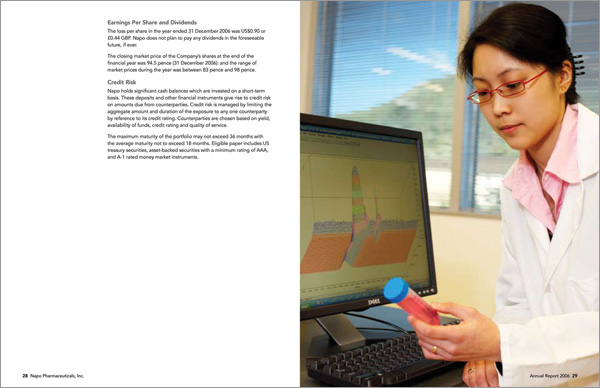 Earnings Per Share and Dividends
The loss per share in the year ended 31 December 2006 was US$0.90 or
£0.44 GBP. Napo does not plan to pay any dividends in the foreseeable
future, if ever.
The closing market price of the Company's shares at the end of the
financial year was 94.5 pence (31 December 2006): and the range of
market prices during the year was between 83 pence and 98 pence.
Credit Risk
Napo holds significant cash balances which are invested on a short-term
basis. These deposits and other financial instruments give rise to credit risk
on amounts due from counterparties. Credit risk is managed by limiting the
aggregate amount and duration of the exposure to any one counterparty
by reference to its credit rating. Counterparties are chosen based on yield,
availability of funds, credit rating and quality of service.
The maximum maturity of the portfolio may not exceed 36 months with
the average maturity not to exceed 18 months. Eligible paper includes US
treasury securities, asset-backed securities with a minimum rating of AAA,
and A-1 rated money market instruments.
28 Napo Pharmaceuticals, Inc.
DELL
Annual Report 2006 29